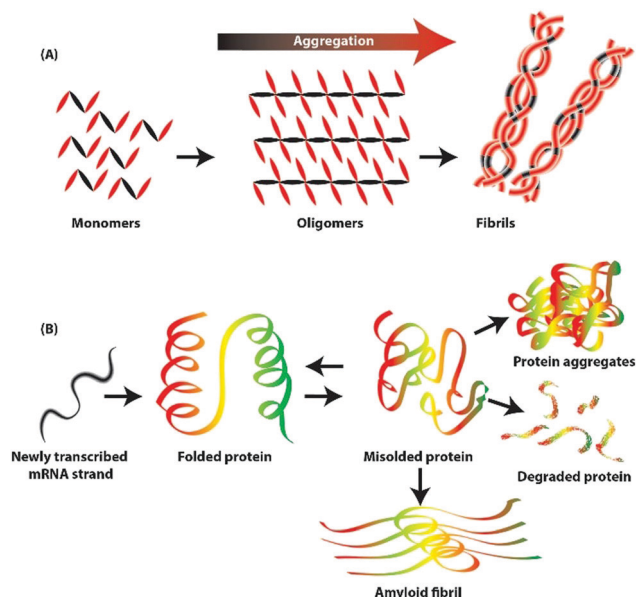 Aggregation
(A)
Monomers
Oligomers
Fibrils
(B)
Protein aggregates
Newly transcribed
mRNA strand
Folded protein
Misolded protein
Degraded protein
Amyloid fibril